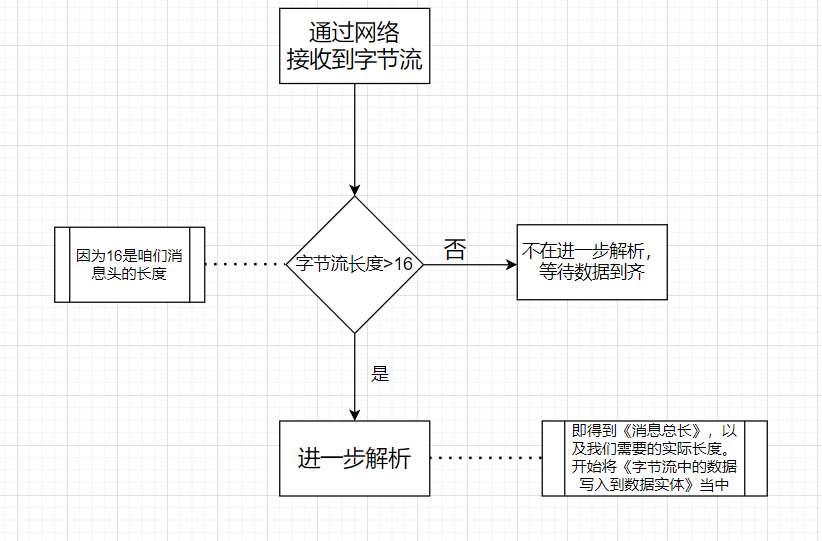 通过网络
接收到字节流
因为16是咱们消
息头的长度
字节流长度>16
否
不在进一步解析，
等待数据到齐
是
进一步解析
即得到《消息总长》，以
及我们需要的实际长度。
开始将《字节流中的数据
写入到数据实体》当中